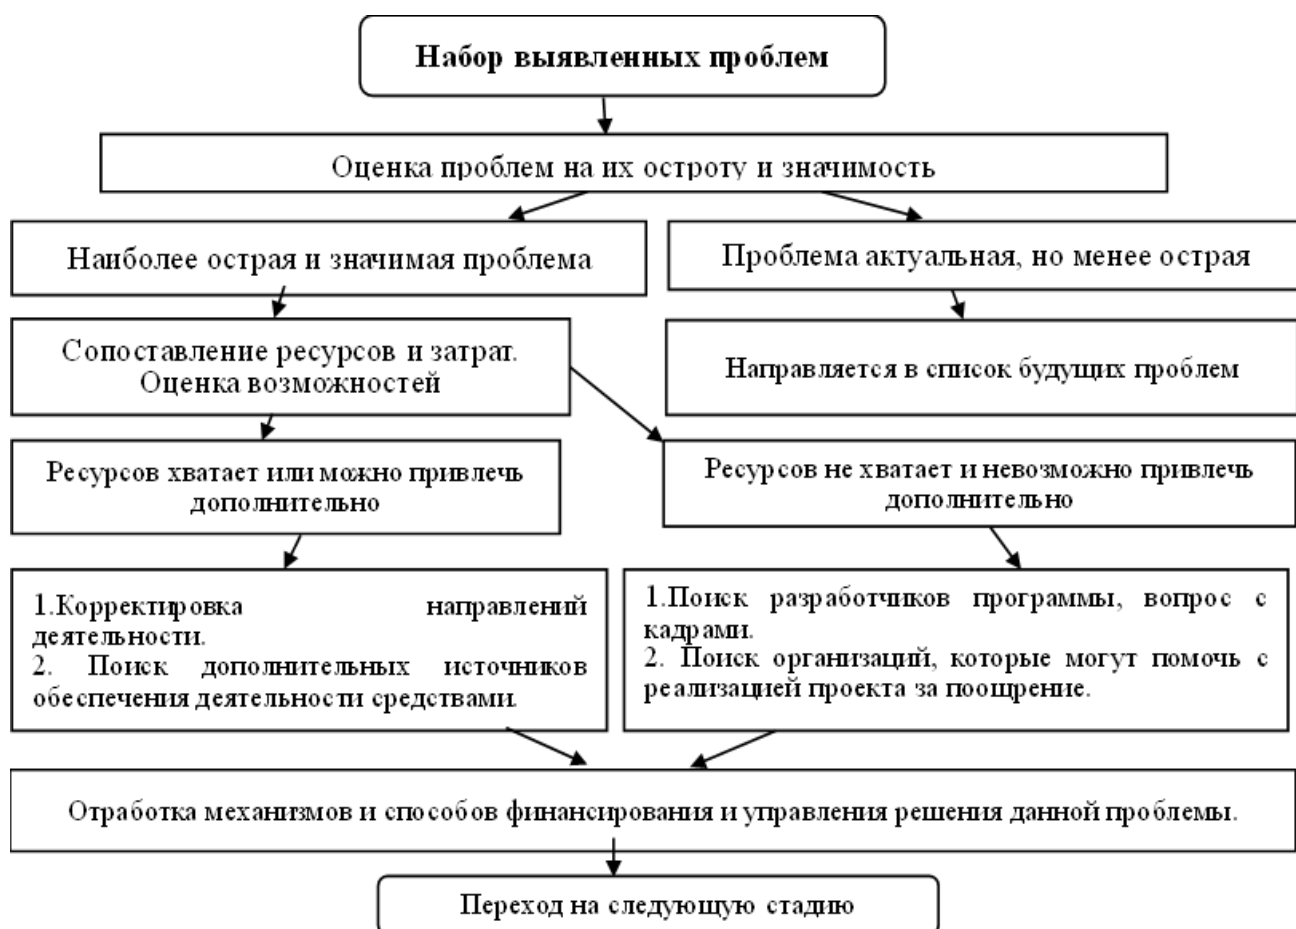 Набор выявленных проблем
Оценка проблем на их остроту и значимость
Наиболее острая и значимая проблема
Проблема актуальная, но менее острая
Сопоставление ресурсов и затрат.
Оценка возможностей
Направляется в список будущих проблем
Ресурсов хватает или можно привлечь
дополнительно
Ресурсов не хватает и невозможно привлечь
дополнительно
1.Корректировка направлений
деятельности.
2. Поиск дополнительных источников
обеспечения деятельности средствами.
1.Поиск разработчиков программы, вопрос с
кадрами.
2. Поиск организаций, которые могут помочь с
реализацией проекта за поощрение.
Отработка механизмов и способов финансирования и управления решения данной проблемы.
Переход на следующую стадию